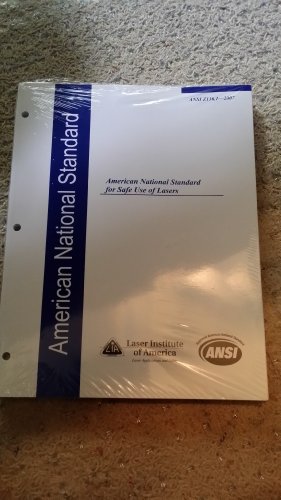 ANSI Z136.1—2007
American National Standard
American National Standard
for Safe Use of Lasers
LIA
Laser Institute
of America
ANSI